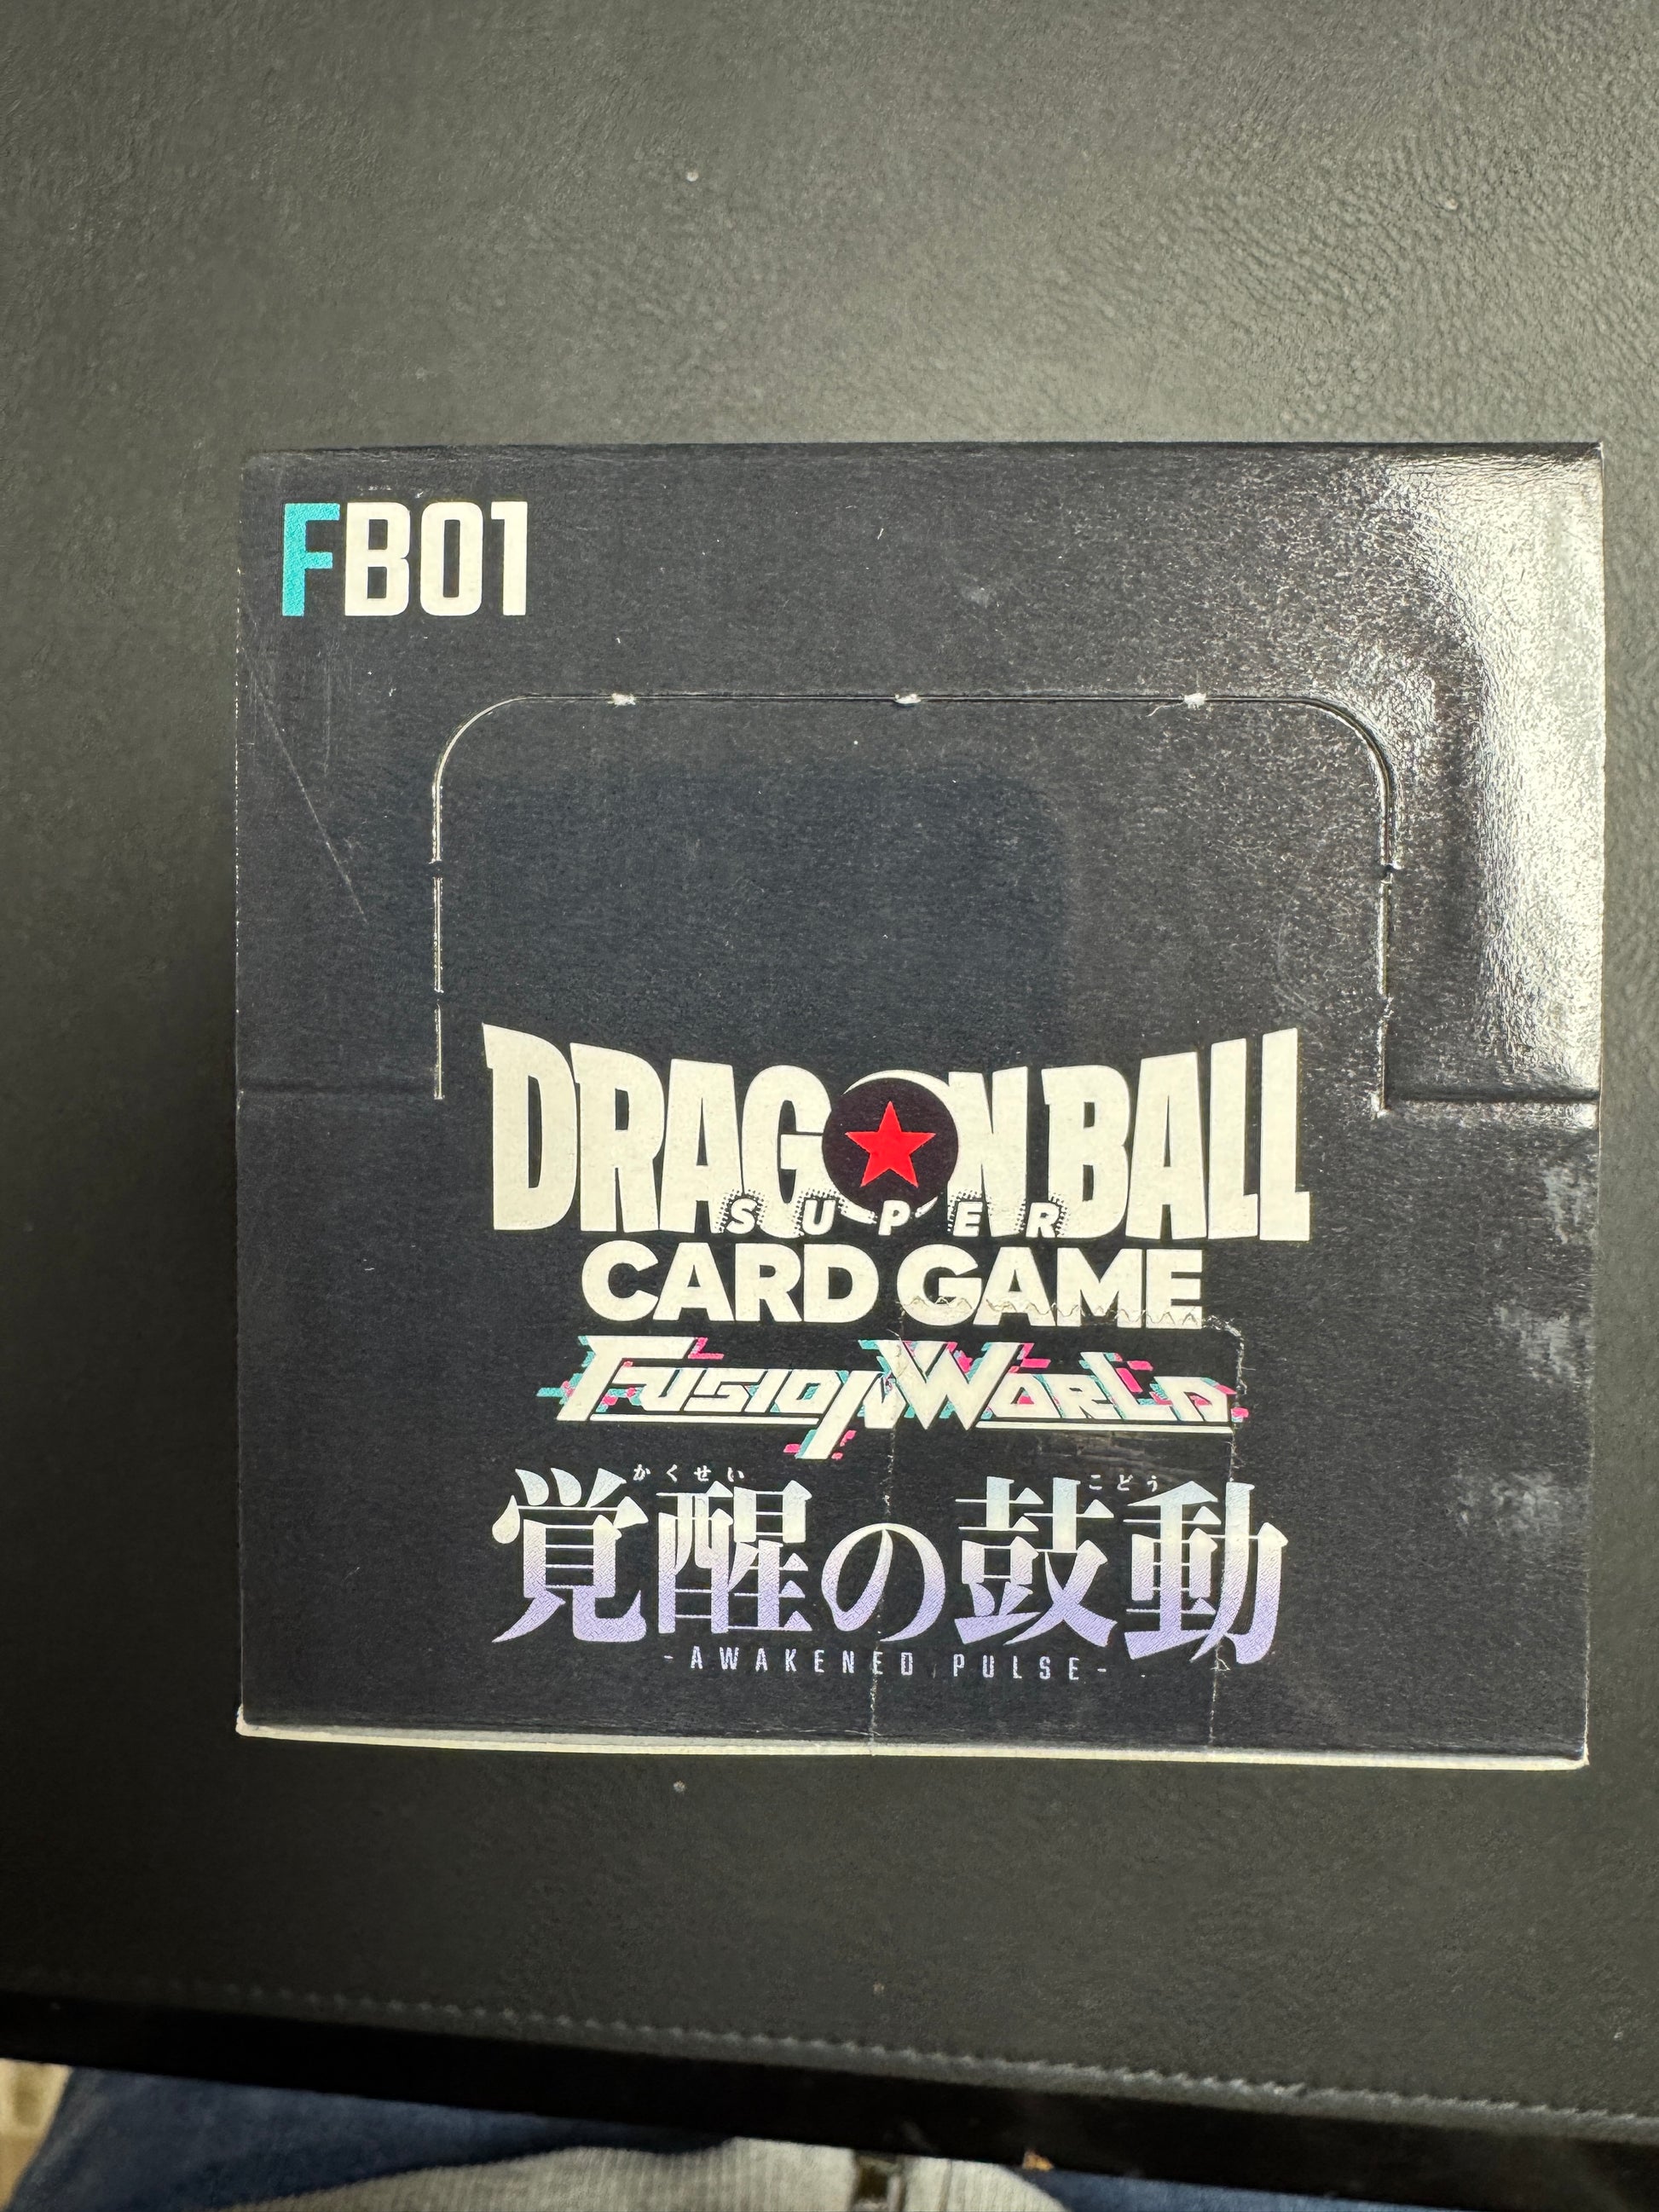 FB01
DRAGON BALL
SUPER
CARD GAME
FUSION WORLD
かくせい こどう
覚醒の鼓動
-AWAKENED PULSE-